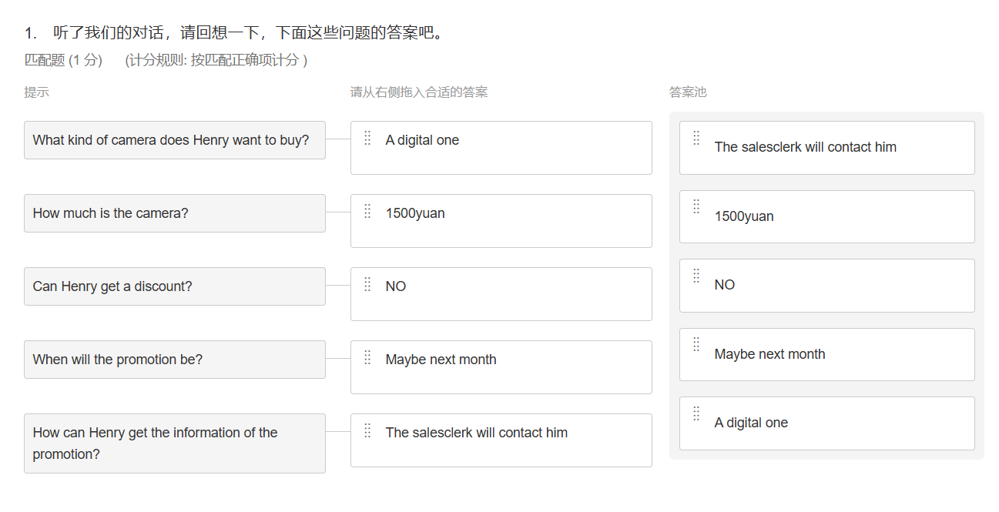 1. 听了我们的对话，请回想一下，下面这些问题的答案吧。
匹配题 (1 分) (计分规则: 按匹配正确项计分 )
提示
请从右侧拖入合适的答案
答案池
What kind of camera does Henry want to buy?
A digital one
How much is the camera?
1500yuan
Can Henry get a discount?
NO
When will the promotion be?
Maybe next month
How can Henry get the information of the
promotion?
The salesclerk will contact him
The salesclerk will contact him
1500yuan
NO
Maybe next month
A digital one